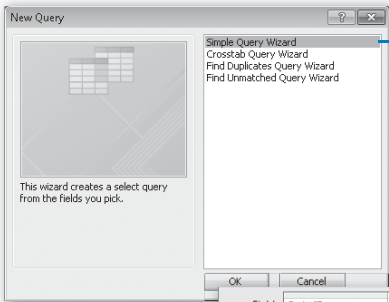 New Query
Simple Query Wizard
Crosstab Query Wizard
Find Duplicates Query Wizard
Find Unmatched Query Wizard
This wizard creates a select query
from the fields you pick.
OK
Cancel